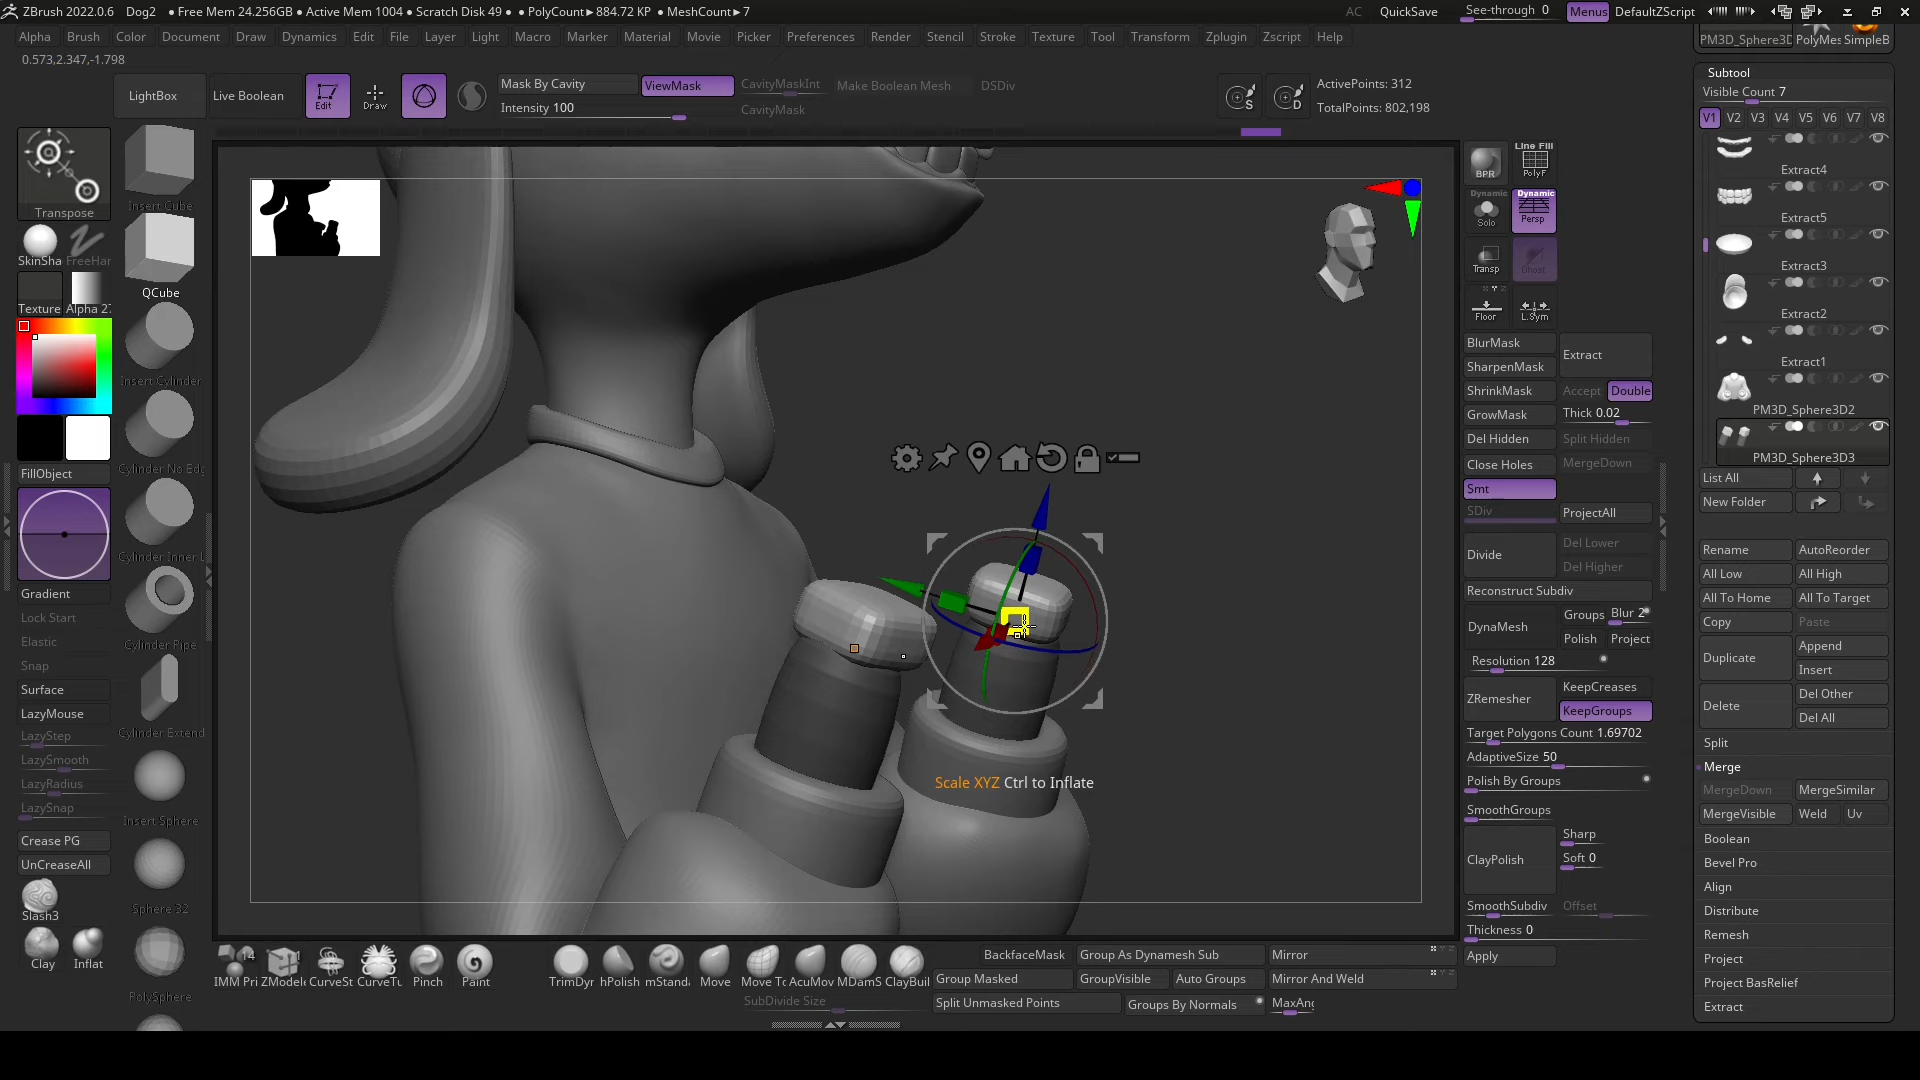 ZBrush 2022.0.6 Dog2 • Free Mem 24.256GB • Active Mem 1004 • Scratch Disk 49 • • PolyCount► 884.72 KP • MeshCount► 7
AC QuickSave See-through 0 Menus DefaultZScript
Alpha Brush Color Document Draw Dynamics Edit File Layer Light Macro Marker Material Movie Picker Preferences Render Stencil Stroke Texture Tool Transform Zplugin Zscript Help
PM3D_Sphere3D PolyMes SimpleB
0.573,2.347,-1.798
LightBox
Live Boolean
Edit
Draw
Mask By Cavity
Intensity 100
ViewMask
CavityMaskInt
CavityMask
Make Boolean Mesh
DSDiv
S
D
ActivePoints: 312
TotalPoints: 802,198
Transpose
SkinSha FreeHan
Texture Alpha 27
FillObject
Gradient
Lock Start
Elastic
Snap
Surface
LazyMouse
LazyStep
LazySmooth
LazyRadius
LazySnap
Crease PG
UnCreaseAll
Slash3
Clay Inflat
Insert Cube
QCube
Insert Cylinder
Cylinder No Edg
Cylinder Inner L
Cylinder Pipe
Cylinder Extend
Insert Sphere
Sphere 32
PolySphere
Scale XYZ Ctrl to Inflate
BPR
Line Fill
PolyF
Dynamic
Solo
Dynamic
Persp
Transp
Ghost
Floor
L.Sym
BlurMask
SharpenMask
ShrinkMask
GrowMask
Del Hidden
Close Holes
Smt
SDiv
Divide
Reconstruct Subdiv
Extract
Accept Double
Thick 0.02
Split Hidden
MergeDown
ProjectAll
Del Lower
Del Higher
DynaMesh
Groups Blur 2
Polish Project
Resolution 128
ZRemesher
KeepCreases
KeepGroups
Target Polygons Count 1.69702
AdaptiveSize 50
Polish By Groups
SmoothGroups
ClayPolish
Sharp
Soft 0
SmoothSubdiv Offset
Thickness 0
Apply
Subtool
Visible Count 7
V1 V2 V3 V4 V5 V6 V7 V8
Extract4
Extract5
Extract3
Extract2
Extract1
PM3D_Sphere3D2
PM3D_Sphere3D3
List All
New Folder
Rename AutoReorder
All Low All High
All To Home All To Target
Copy Paste
Duplicate
Append
Insert
Delete
Del Other
Del All
Split
Merge
MergeDown MergeSimilar
MergeVisible Weld Uv
Boolean
Bevel Pro
Align
Distribute
Remesh
Project
Project BasRelief
Extract
14
IMM Pri ZModele CurveSt CurveTu Pinch Paint TrimDyr hPolish mStand Move Move To AcuMov MDamS ClayBuil
SubDivide Size
BackfaceMask Group As Dynamesh Sub Mirror
Group Masked GroupVisible Auto Groups Mirror And Weld
Split Unmasked Points Groups By Normals MaxAng